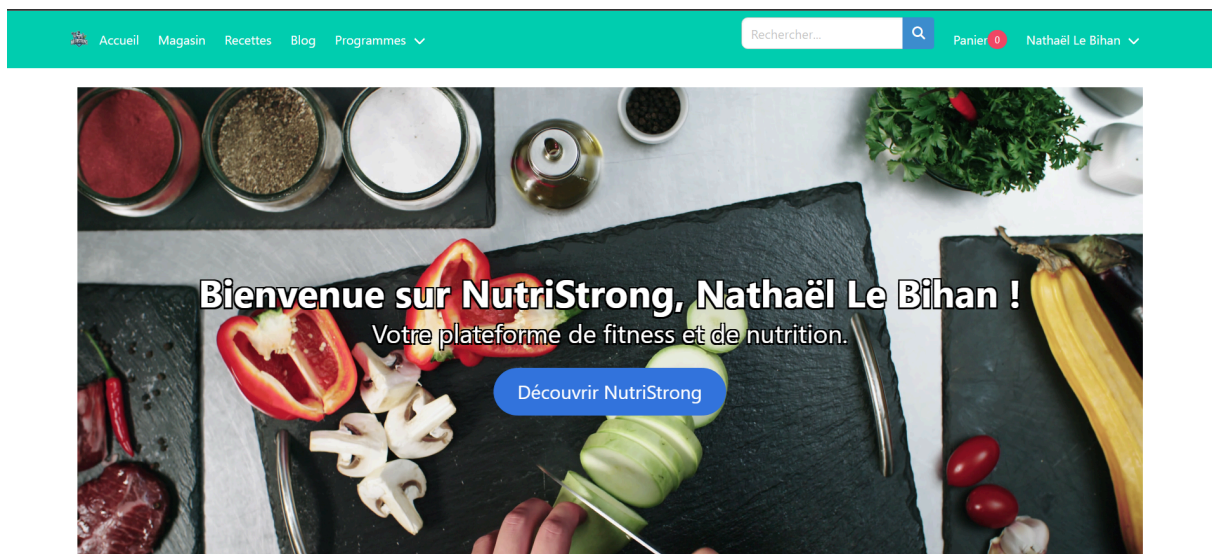 Accueil Magasin Recettes Blog Programmes Rechercher... Panier 0 Nathaël Le Bihan
Bienvenue sur NutriStrong, Nathaël Le Bihan !
Votre plateforme de fitness et de nutrition.
Découvrir NutriStrong